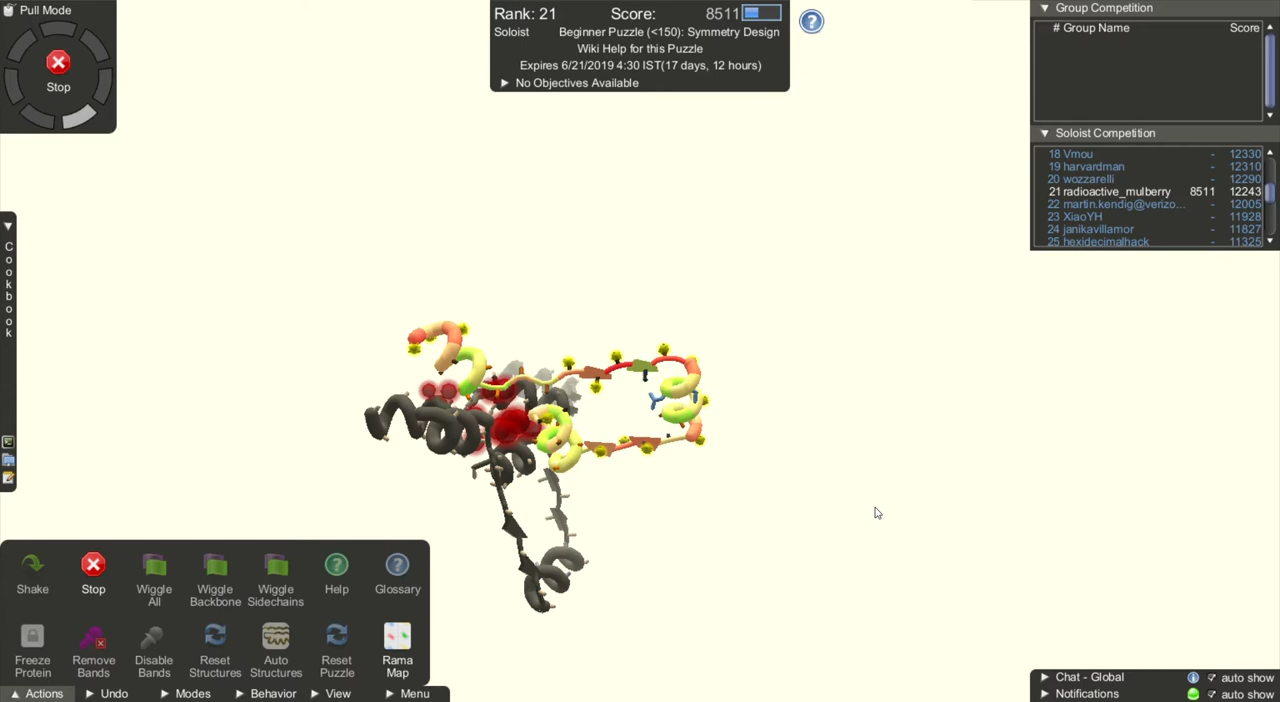 Pull Mode
Stop
Rank: 21 Score: 8511
Soloist Beginner Puzzle (<150): Symmetry Design
Wiki Help for this Puzzle
Expires 6/21/2019 4:30 IST(17 days, 12 hours)
▶ No Objectives Available
?
▼ Group Competition
# Group Name Score
▼ Soloist Competition
18 Vmou - 12330
19 harvardman - 12310
20 wozzarelli - 12290
21 radioactive_mulberry 8511 12243
22 martin.kendig@verizo... - 12005
23 XiaoYH - 11928
24 janikavillamor - 11827
25 hexidecimalhack - 11325
Cookbook
Shake Stop Wiggle All Wiggle Backbone Wiggle Sidechains Help Glossary
Freeze Protein Remove Bands Disable Bands Reset Structures Auto Structures Reset Puzzle Rama Map
▲ Actions ▶ Undo ▶ Modes ▶ Behavior ▶ View ▶ Menu
▶ Chat - Global auto show
▶ Notifications auto show